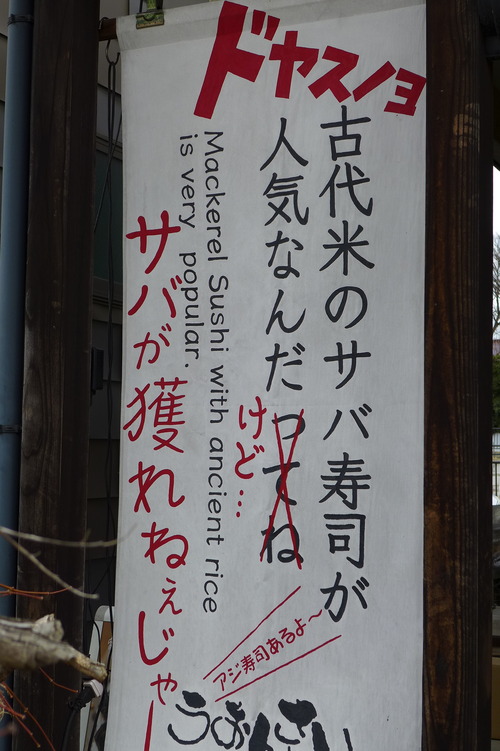 ドヤスノヨ
古代米のサバ寿司が
人気なんだってね
けど…
Mackerel Sushi with ancient rice
is very popular.
サバが獲れねぇじゃー
アジ寿司あるよ～